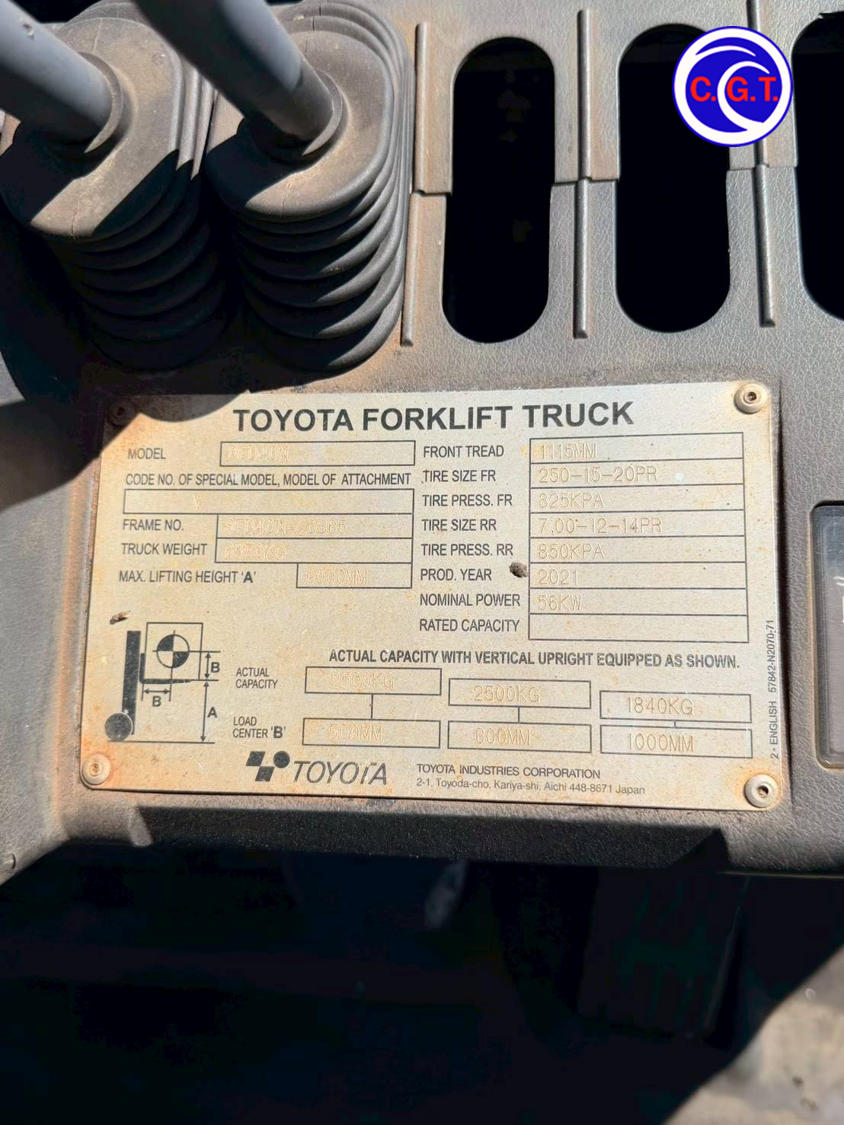 C.G.T.
TOYOTA FORKLIFT TRUCK
MODEL
CODE NO. OF SPECIAL MODEL, MODEL OF ATTACHMENT
FRAME NO.
TRUCK WEIGHT
MAX. LIFTING HEIGHT 'A'
FRONT TREAD 1115MM
TIRE SIZE FR 250-15-20PR
TIRE PRESS. FR 825KPA
TIRE SIZE RR 7.00-12-14PR
TIRE PRESS. RR 850KPA
PROD. YEAR 2021
NOMINAL POWER 56KW
RATED CAPACITY
ACTUAL CAPACITY WITH VERTICAL UPRIGHT EQUIPPED AS SHOWN.
B
B
A
ACTUAL
CAPACITY
2500KG 1840KG
LOAD
CENTER 'B'
600MM 1000MM
TOYOTA
TOYOTA INDUSTRIES CORPORATION
2-1, Toyoda-cho, Kariya-shi, Aichi 448-8671 Japan
2 - ENGLISH 57842-N2070-71